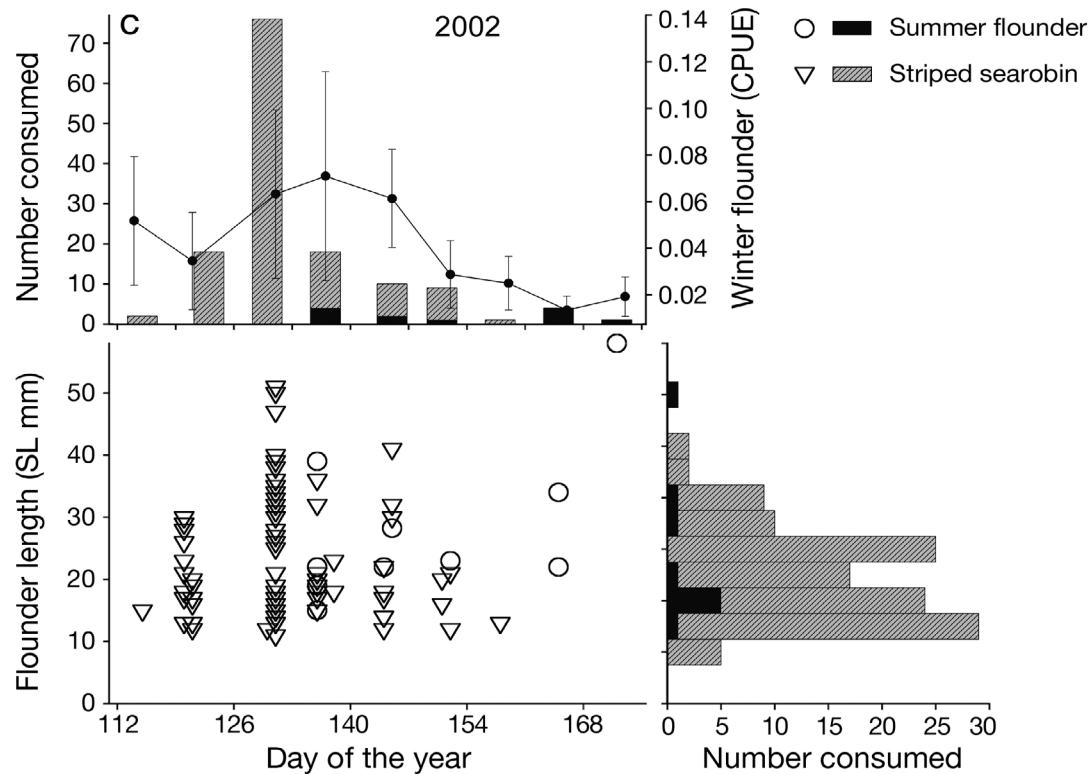 C
2002
Number consumed
70
60
50
40
30
20
10
0
0.14
0.12
0.10
0.08
0.06
0.04
0.02
Winter flounder (CPUE)
Summer flounder
Striped searobin
Flounder length (SL mm)
50
40
30
20
10
0
112 126 140 154 168
Day of the year
0 5 10 15 20 25 30
Number consumed